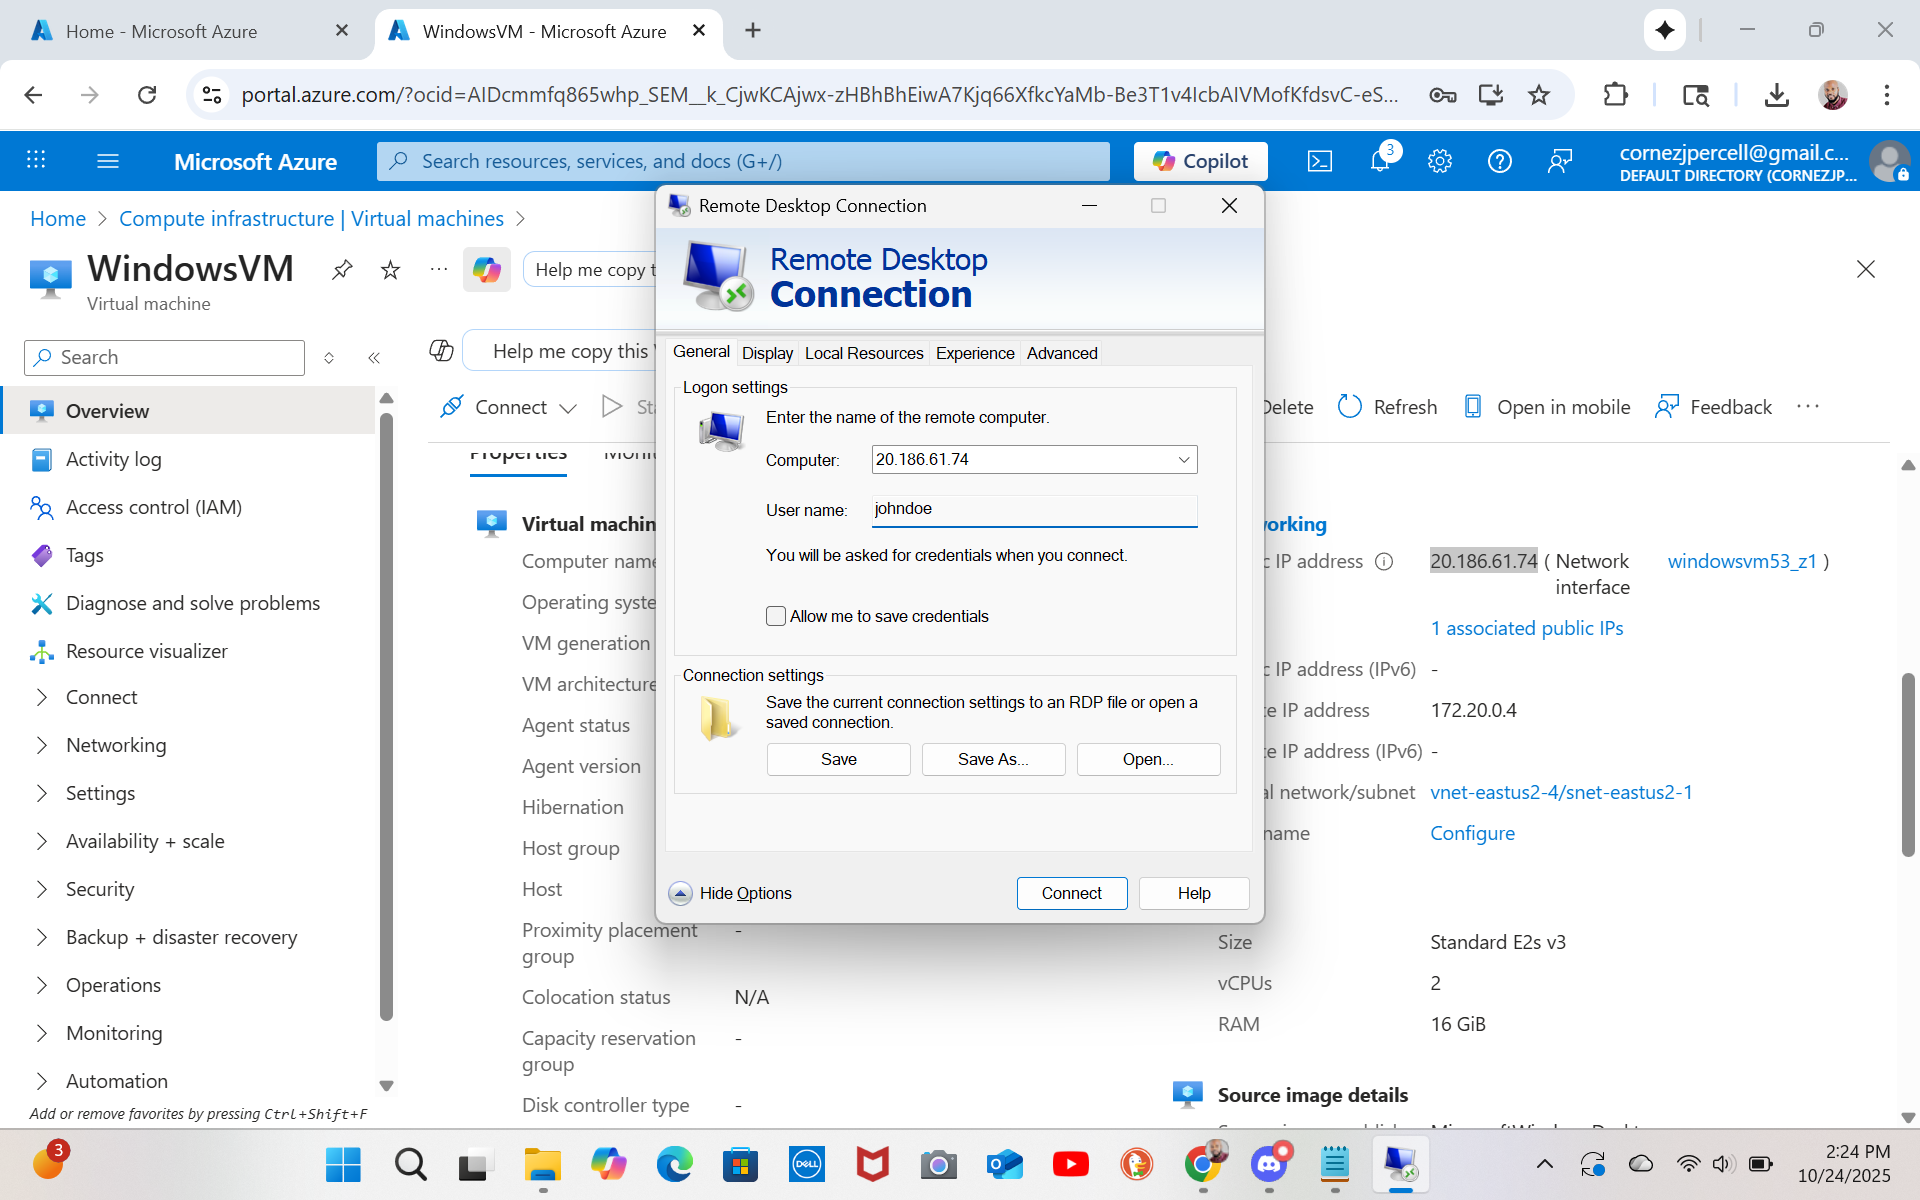 Home - Microsoft Azure
WindowsVM - Microsoft Azure
portal.azure.com/?ocid=AIDcmmfq865whp_SEM__k_CjwKCAjwx-zHBhBhEiwA7Kjq66XfkcYaMb-Be3T1v4IcbAIVMofKfdsvC-eS...
Microsoft Azure
Search resources, services, and docs (G+/)
Copilot
3
cornezjpercell@gmail.c...
DEFAULT DIRECTORY (CORNEZJP...
Home > Compute infrastructure | Virtual machines >
WindowsVM
Virtual machine
Help me copy t
Search
Help me copy this
Overview
Activity log
Access control (IAM)
Tags
Diagnose and solve problems
Resource visualizer
Connect
Networking
Settings
Availability + scale
Security
Backup + disaster recovery
Operations
Monitoring
Automation
Add or remove favorites by pressing Ctrl+Shift+F
Connect
Sta
Delete
Refresh
Open in mobile
Feedback
Properties
Virtual machin
Computer name
Operating syste
VM generation
VM architecture
Agent status
Agent version
Hibernation
Host group
Host
Proximity placement group -
Colocation status N/A
Capacity reservation group -
Disk controller type -
Remote Desktop Connection
Remote Desktop
Connection
General
Display
Local Resources
Experience
Advanced
Logon settings
Enter the name of the remote computer.
Computer: 20.186.61.74
User name: johndoe
You will be asked for credentials when you connect.
Allow me to save credentials
Connection settings
Save the current connection settings to an RDP file or open a
saved connection.
Save
Save As...
Open...
Hide Options
Connect
Help
orking
c IP address 20.186.61.74 ( Network interface windowsvm53_z1 )
1 associated public IPs
c IP address (IPv6) -
te IP address 172.20.0.4
te IP address (IPv6) -
al network/subnet vnet-eastus2-4/snet-eastus2-1
name Configure
Size Standard E2s v3
vCPUs 2
RAM 16 GiB
Source image details
3
DELL
2:24 PM
10/24/2025